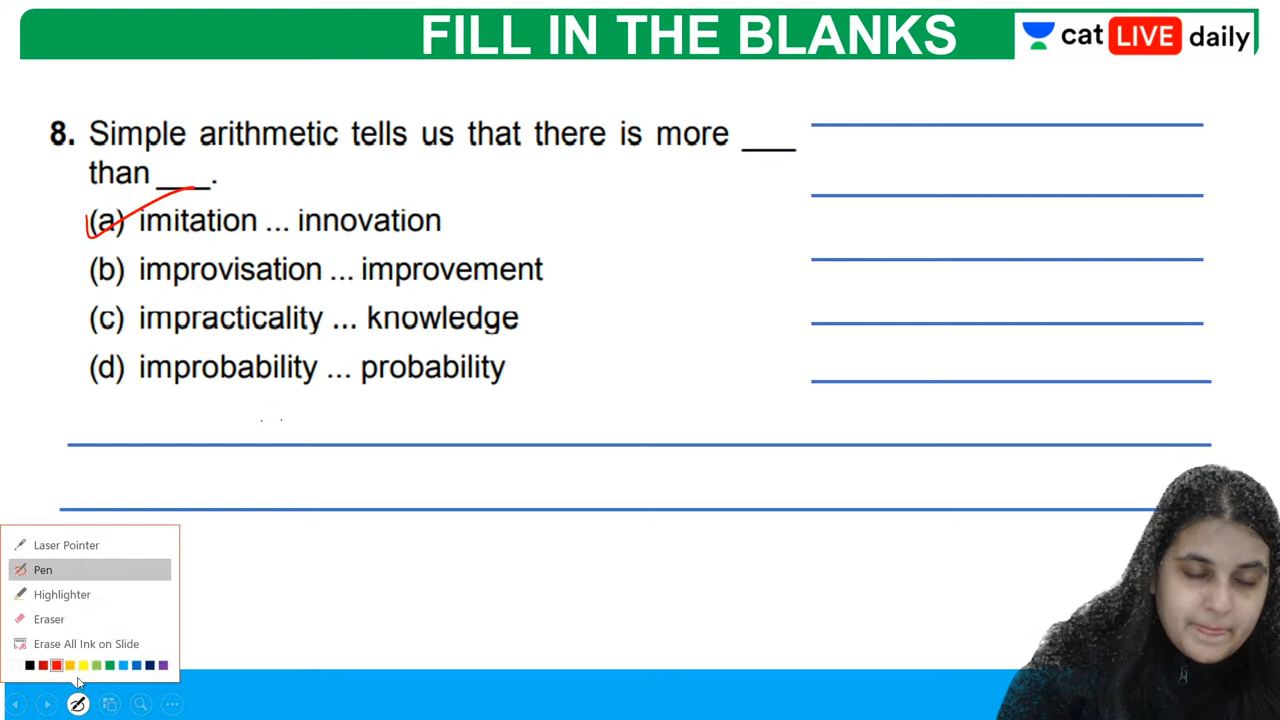 FILL IN THE BLANKS
cat LIVE daily
8. Simple arithmetic tells us that there is more ___
than ___.
(a) imitation ... innovation
(b) improvisation ... improvement
(c) impracticality ... knowledge
(d) improbability ... probability
Laser Pointer
Pen
Highlighter
Eraser
Erase All Ink on Slide